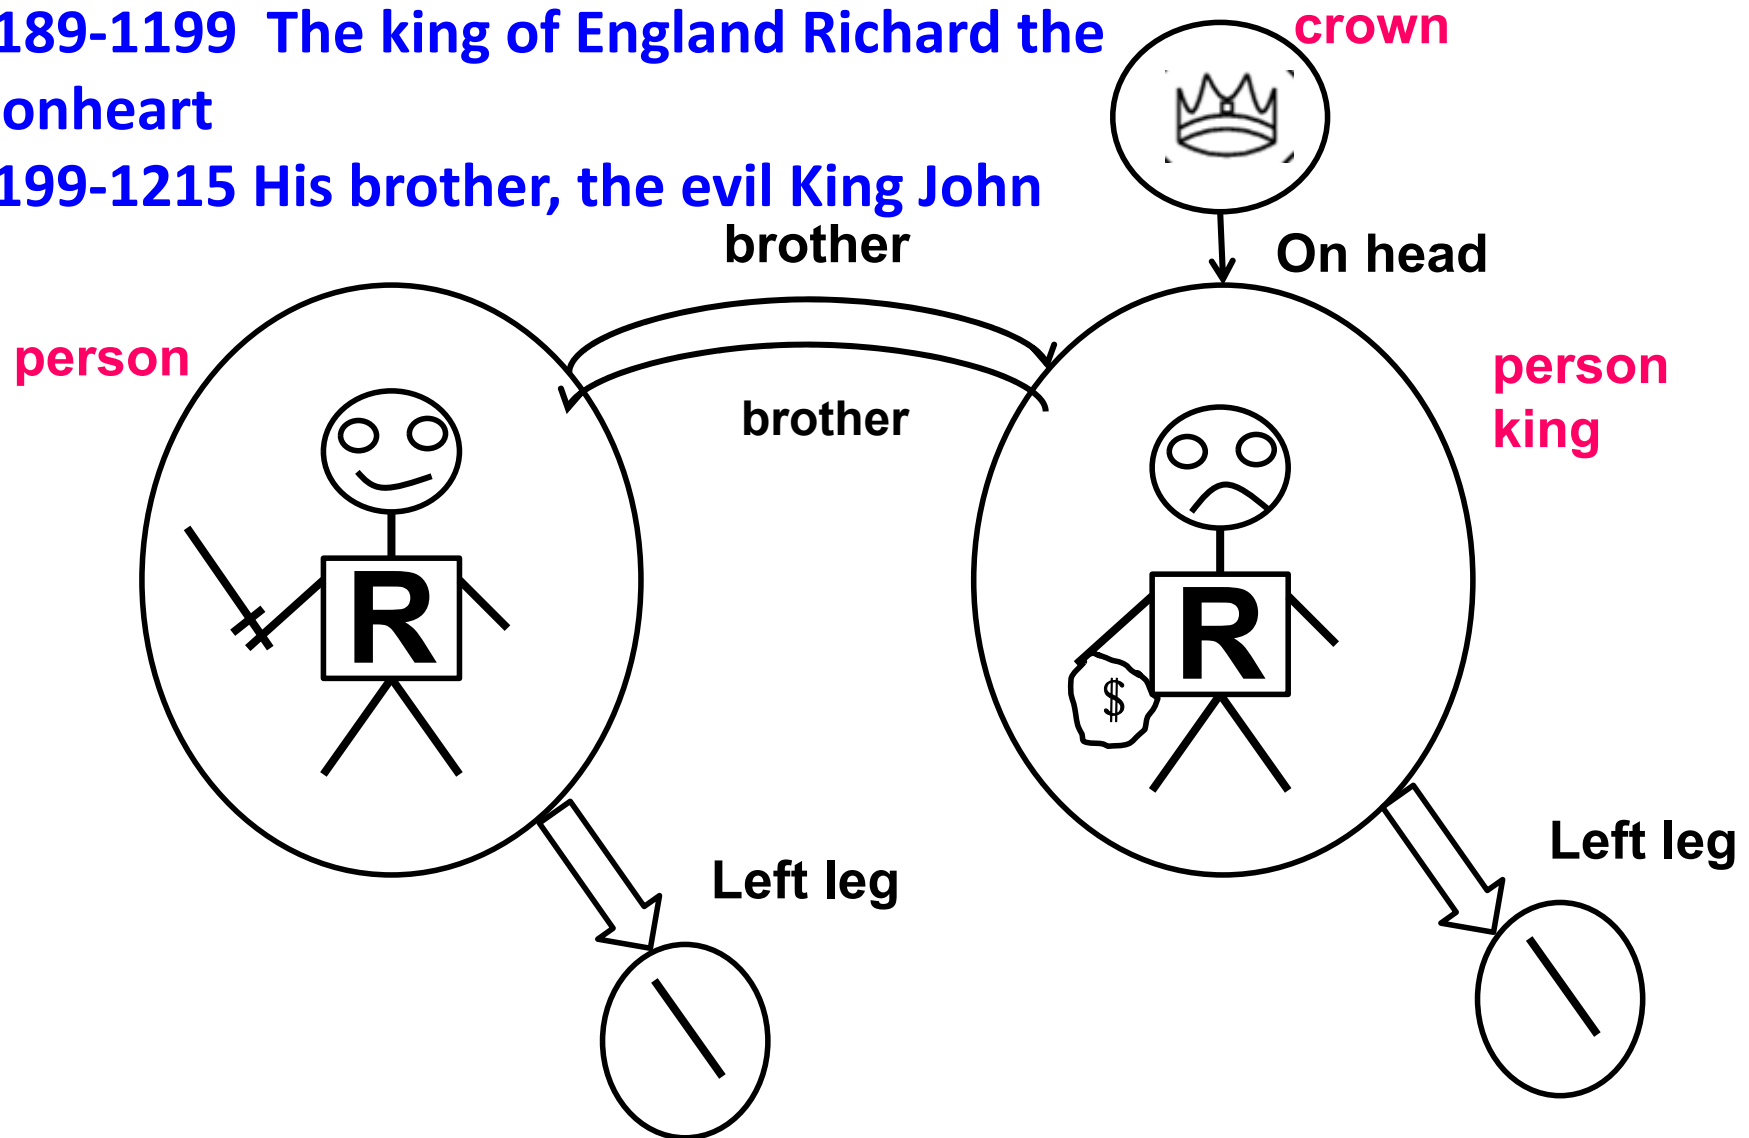 189-1199 The king of England Richard the
onheart
199-1215 His brother, the evil King John
crown
On head
brother
brother
person
person
king
R
R
$
Left leg
Left leg